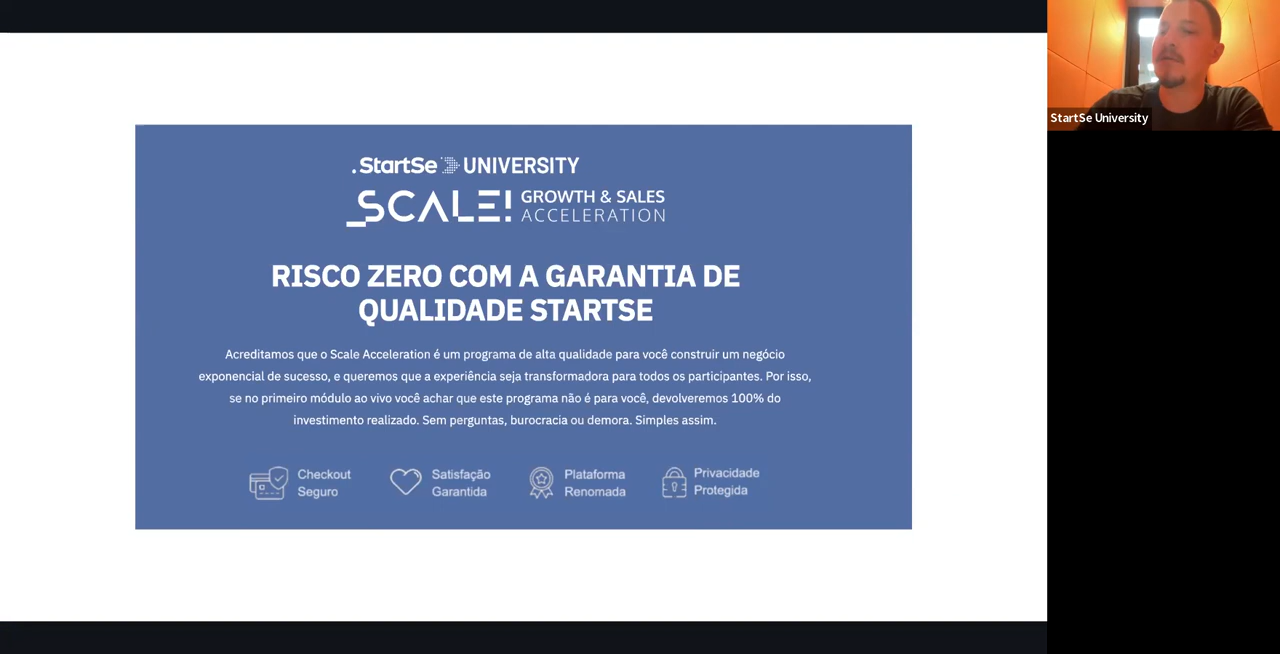 .StartSe UNIVERSITY
SCALE! GROWTH & SALES
ACCELERATION
RISCO ZERO COM A GARANTIA DE
QUALIDADE STARTSE
Acreditamos que o Scale Acceleration é um programa de alta qualidade para você construir um negócio
exponencial de sucesso, e queremos que a experiência seja transformadora para todos os participantes. Por isso,
se no primeiro módulo ao vivo você achar que este programa não é para você, devolveremos 100% do
investimento realizado. Sem perguntas, burocracia ou demora. Simples assim.
Checkout
Seguro
Satisfação
Garantida
Plataforma
Renomada
Privacidade
Protegida
StartSe University